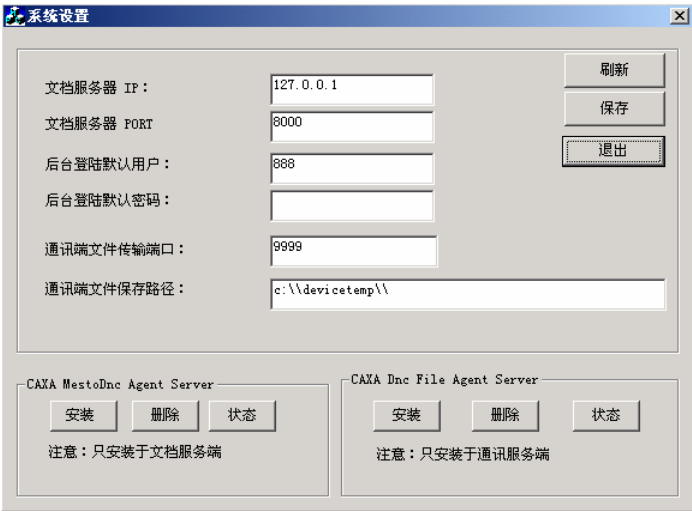 系统设置
文档服务器 IP： 127.0.0.1 刷新
文档服务器 PORT 8000 保存
后台登陆默认用户： 888 退出
后台登陆默认密码：
通讯端文件传输端口： 9999
通讯端文件保存路径： c:\\devicetemp\\
CAXA MestoDnc Agent Server
安装 删除 状态
注意：只安装于文档服务端
CAXA Dnc File Agent Server
安装 删除 状态
注意：只安装于通讯服务端